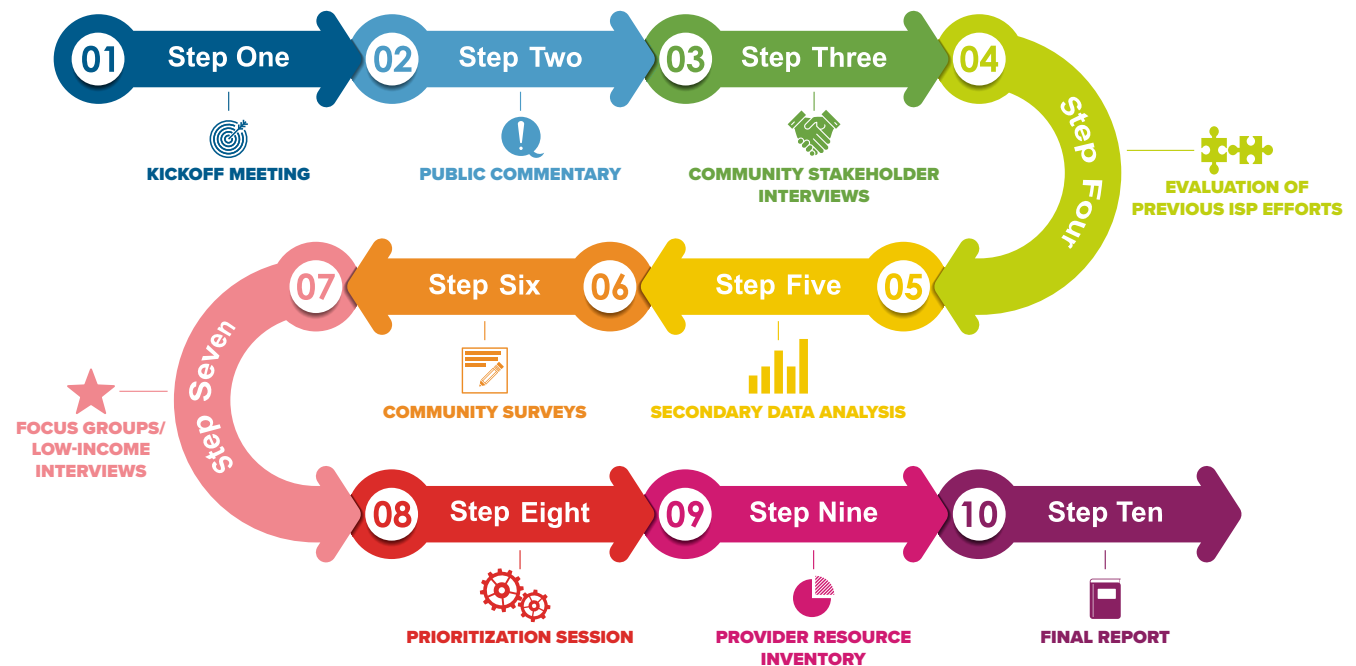 01 Step One
02 Step Two
03 Step Three
04
Step Four
KICKOFF MEETING
PUBLIC COMMENTARY
COMMUNITY STAKEHOLDER
INTERVIEWS
EVALUATION OF
PREVIOUS ISP EFFORTS
05
Step Five
06
Step Six
07
Step Seven
SECONDARY DATA ANALYSIS
COMMUNITY SURVEYS
FOCUS GROUPS/
LOW-INCOME
INTERVIEWS
08 Step Eight
09 Step Nine
10 Step Ten
PRIORITIZATION SESSION
PROVIDER RESOURCE
INVENTORY
FINAL REPORT